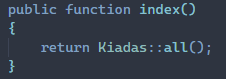 public function index()
{
    return Kiadas::all();
}